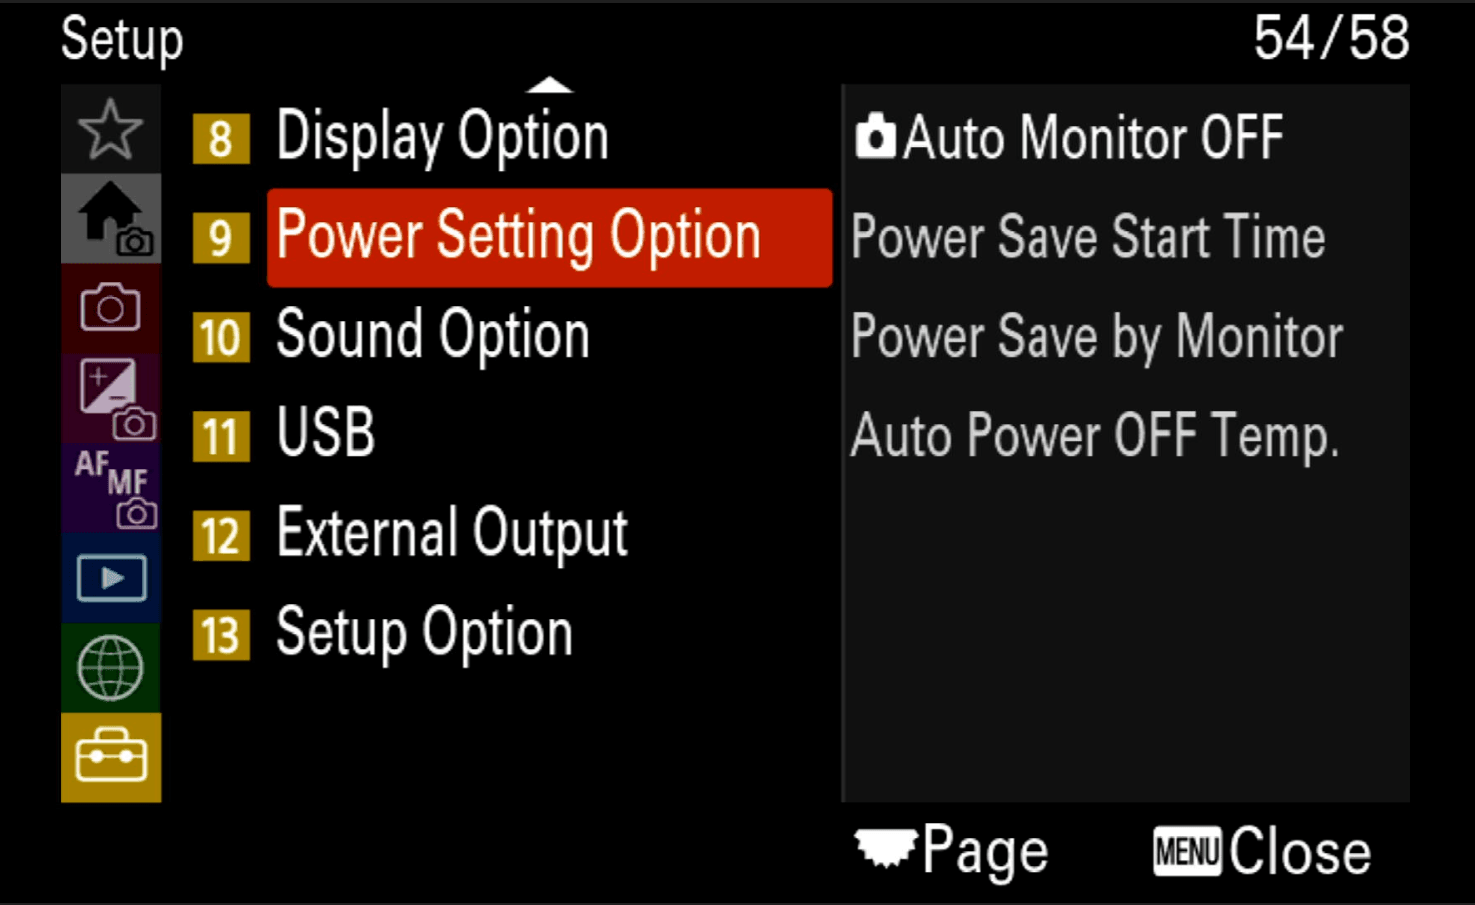 Setup 54/58
8 Display Option
9 Power Setting Option
10 Sound Option
11 USB
12 External Output
13 Setup Option
Auto Monitor OFF
Power Save Start Time
Power Save by Monitor
Auto Power OFF Temp.
AF MF
Page MENU Close